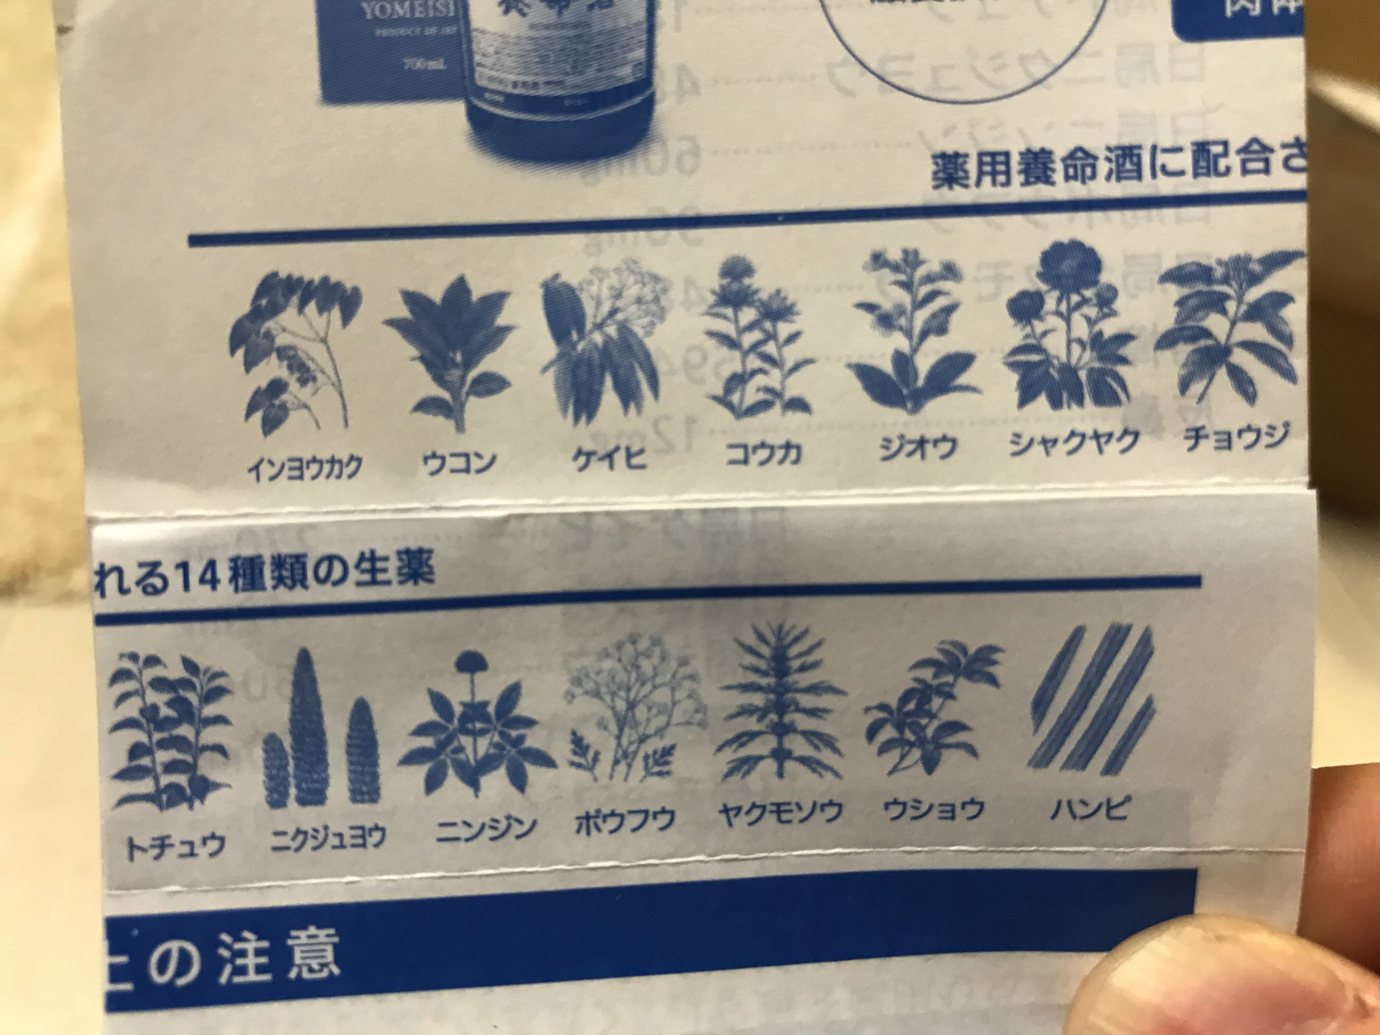 YOMEISH
PRODUCT OF JAP
700mL
薬用養命酒に配合さ
インヨウカク ウコン ケイヒ コウカ ジオウ シャクヤク チョウジ
れる14種類の生薬
トチュウ ニクジュヨウ ニンジン ボウフウ ヤクモソウ ウショウ ハンピ
上の注意